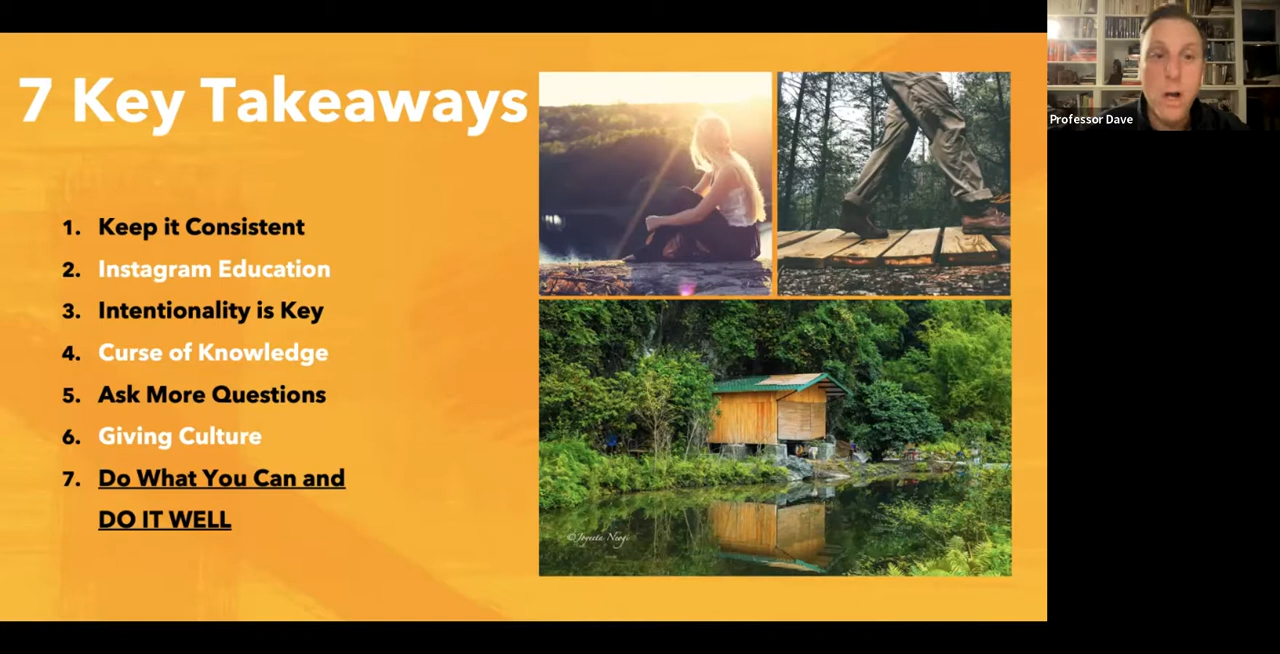 7 Key Takeaways
1. Keep it Consistent
2. Instagram Education
3. Intentionality is Key
4. Curse of Knowledge
5. Ask More Questions
6. Giving Culture
7. Do What You Can and
DO IT WELL
Professor Dave